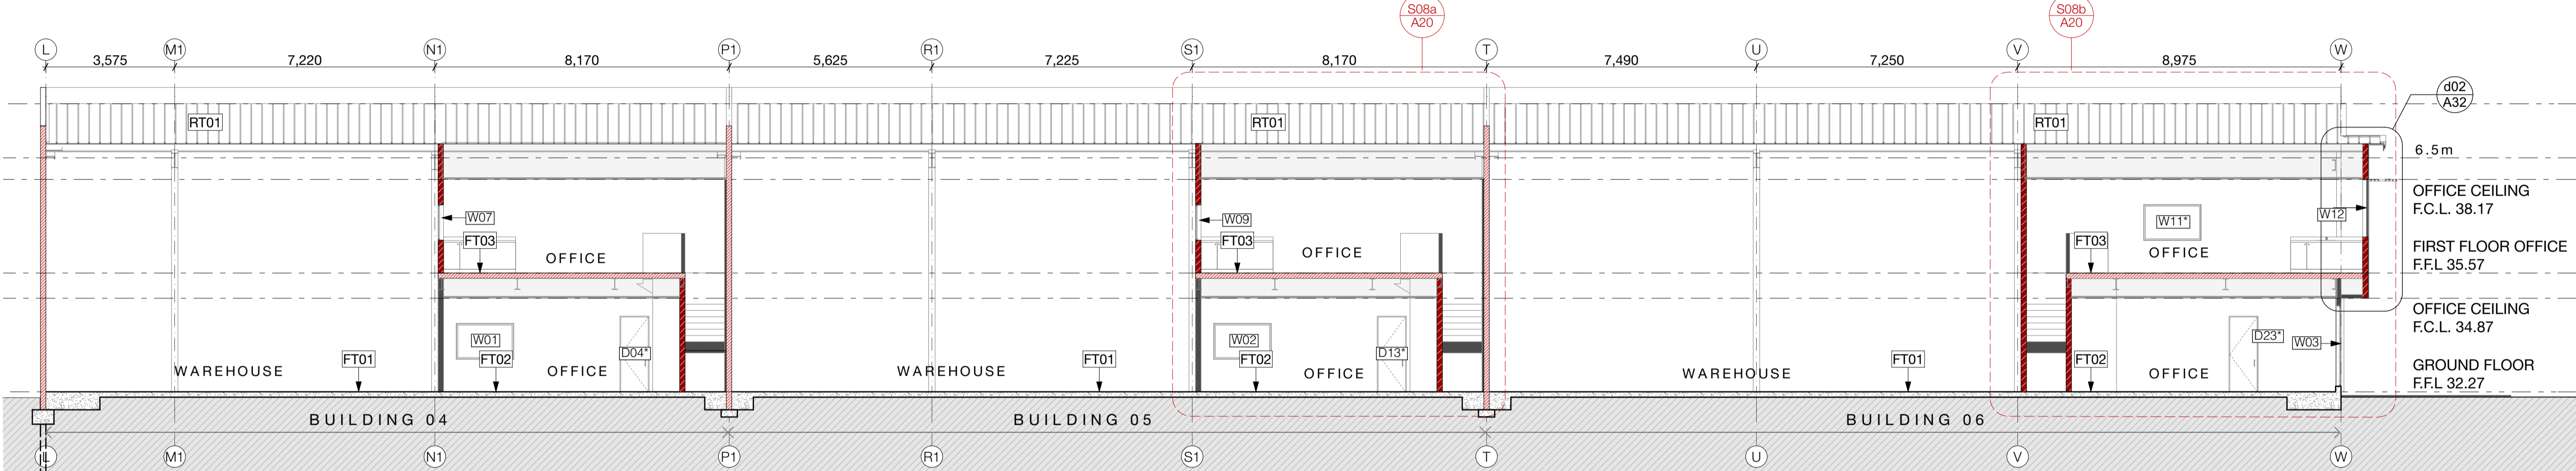 S08a
A20
S08b
A20
L
M1
N1
P1
R1
S1
T
U
V
W
3,575
7,220
8,170
5,625
7,225
8,170
7,490
7,250
8,975
d02
A32
RT01
RT01
RT01
6.5m
OFFICE CEILING
F.C.L. 38.17
W07
W09
W11*
W12
FT03
FT03
FT03
OFFICE
OFFICE
OFFICE
FIRST FLOOR OFFICE
F.F.L 35.57
OFFICE CEILING
F.C.L. 34.87
W01
W02
D23*
W03
FT01
FT02
D04*
FT01
FT02
D13*
FT01
FT02
WAREHOUSE
OFFICE
WAREHOUSE
OFFICE
WAREHOUSE
OFFICE
GROUND FLOOR
F.F.L 32.27
BUILDING 04
BUILDING 05
BUILDING 06
L
M1
N1
P1
R1
S1
T
U
V
W